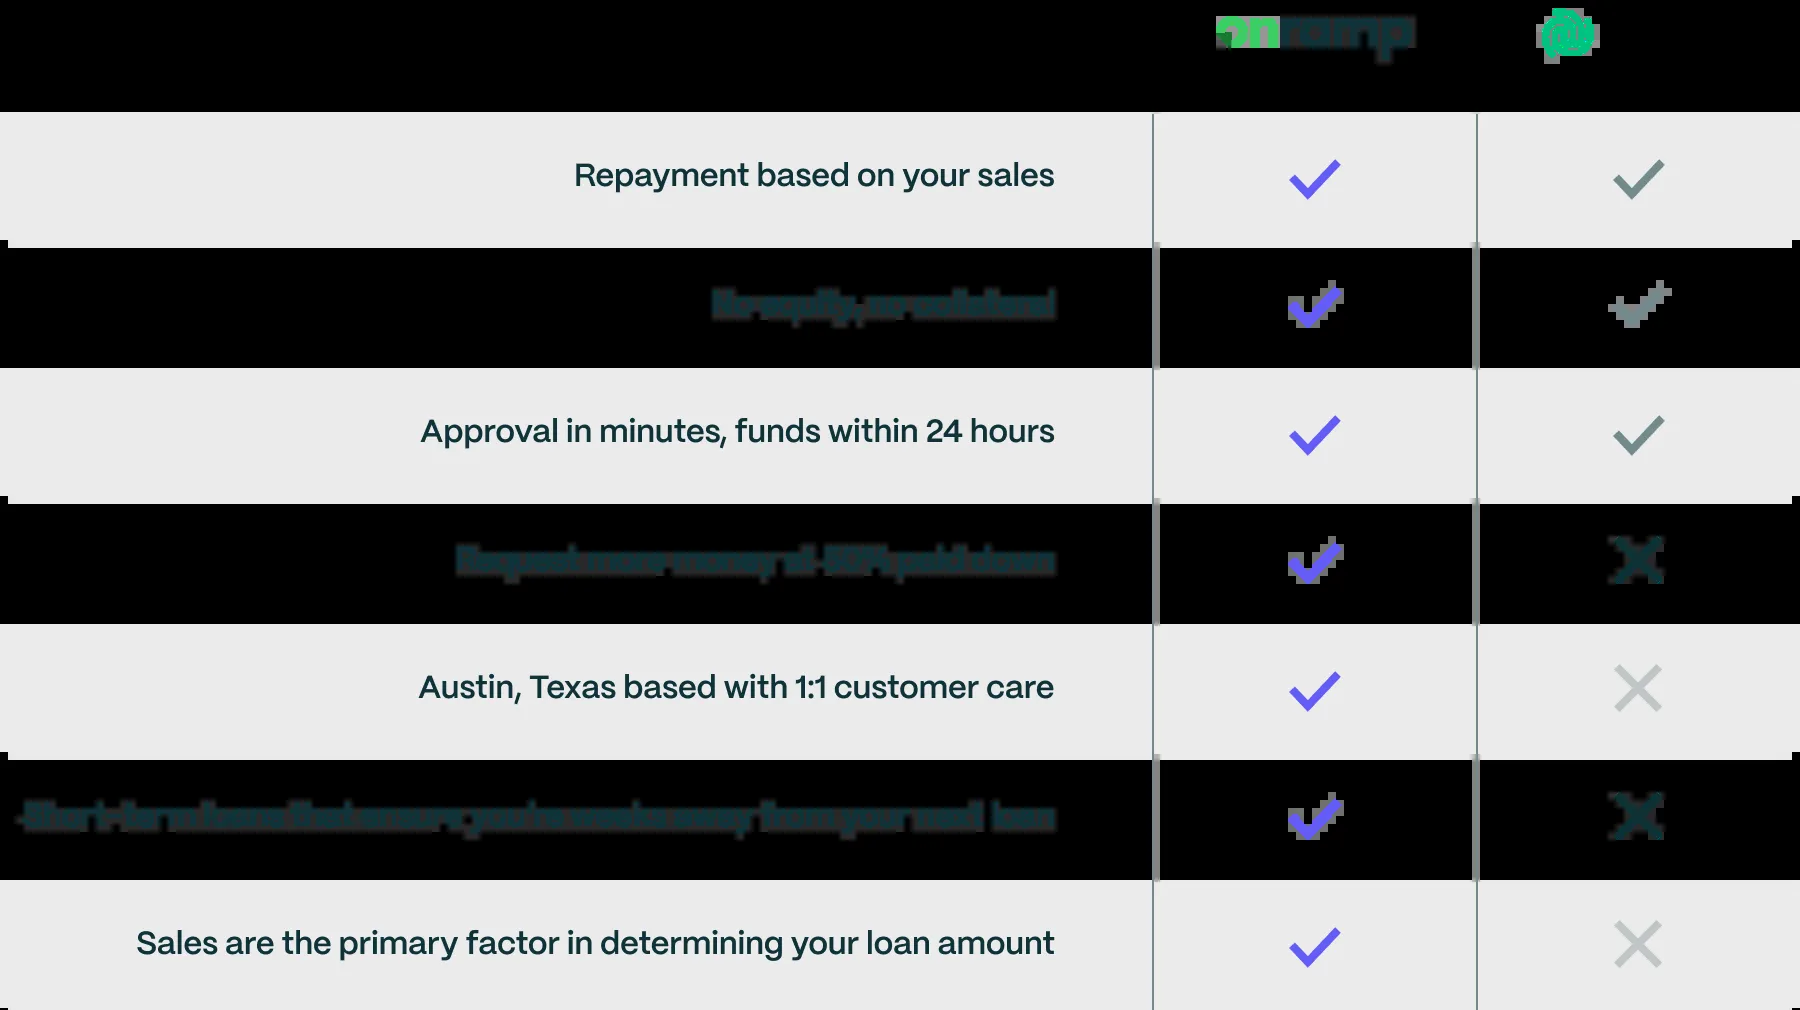 onramp
Repayment based on your sales
No equity, no collateral
Approval in minutes, funds within 24 hours
Request more money at 50% paid down
Austin, Texas based with 1:1 customer care
Short-term loans that ensure you're weeks away from your next loan
Sales are the primary factor in determining your loan amount